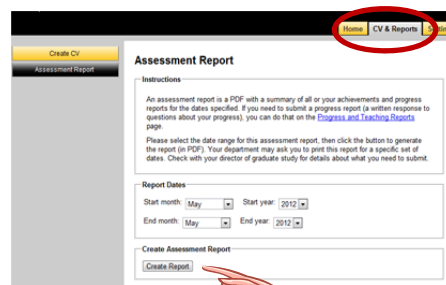 Home CV & Reports
Create CV
Assessment Report
Assessment Report
Instructions
An assessment report is a PDF with a summary of all or your achievements and progress
reports for the dates specified. If you need to submit a progress report (a written response to
questions about your progress), you can do that on the Progress and Teaching Reports
page.
Please select the date range for this assessment report, then click the button to generate
the report (in PDF). Your department may ask you to print this report for a specific set of
dates. Check with your director of graduate study for details about what you need to submit.
Report Dates
Start month: May Start year: 2012
End month: May End year: 2012
Create Assessment Report
Create Report